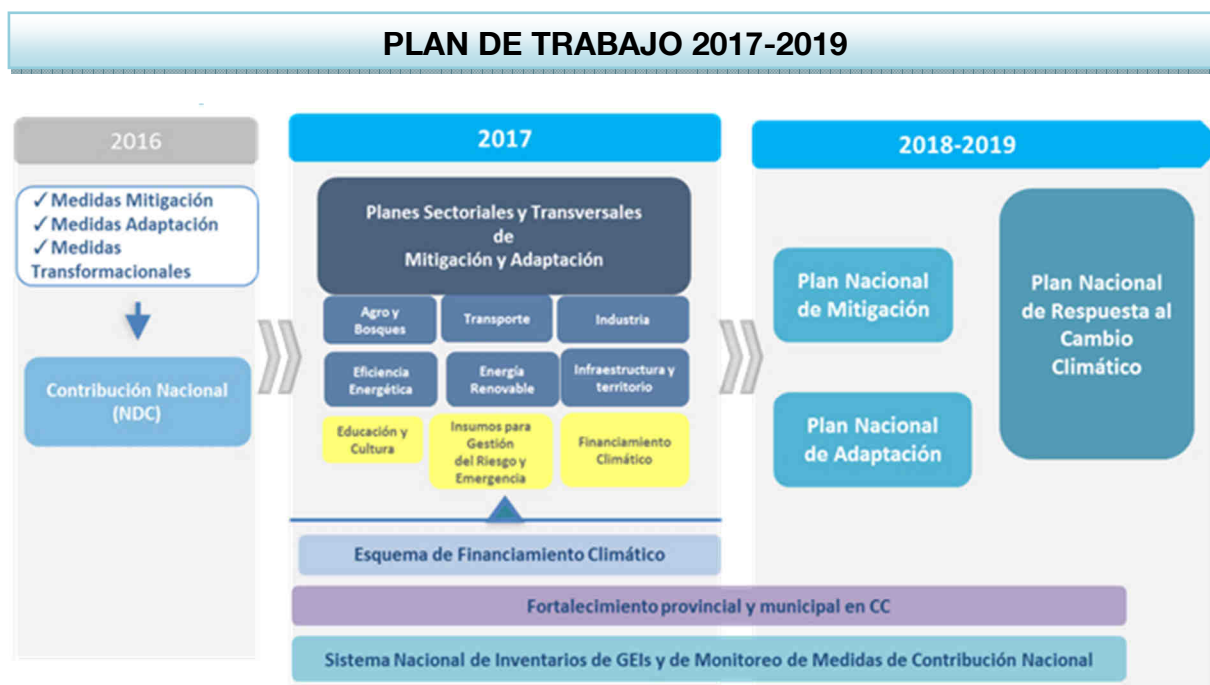 PLAN DE TRABAJO 2017-2019
2016
✓ Medidas Mitigación
✓ Medidas Adaptación
✓ Medidas
Transformacionales
Contribución Nacional
(NDC)
2017
Planes Sectoriales y Transversales
de
Mitigación y Adaptación
Agro y
Bosques
Transporte
Industria
Eficiencia
Energética
Energía
Renovable
Infraestructura y
territorio
Educación y
Cultura
Insumos para
Gestión
del Riesgo y
Emergencia
Financiamiento
Climático
2018-2019
Plan Nacional
de Mitigación
Plan Nacional
de Adaptación
Plan Nacional
de Respuesta al
Cambio
Climático
Esquema de Financiamiento Climático
Fortalecimiento provincial y municipal en CC
Sistema Nacional de Inventarios de GEIs y de Monitoreo de Medidas de Contribución Nacional